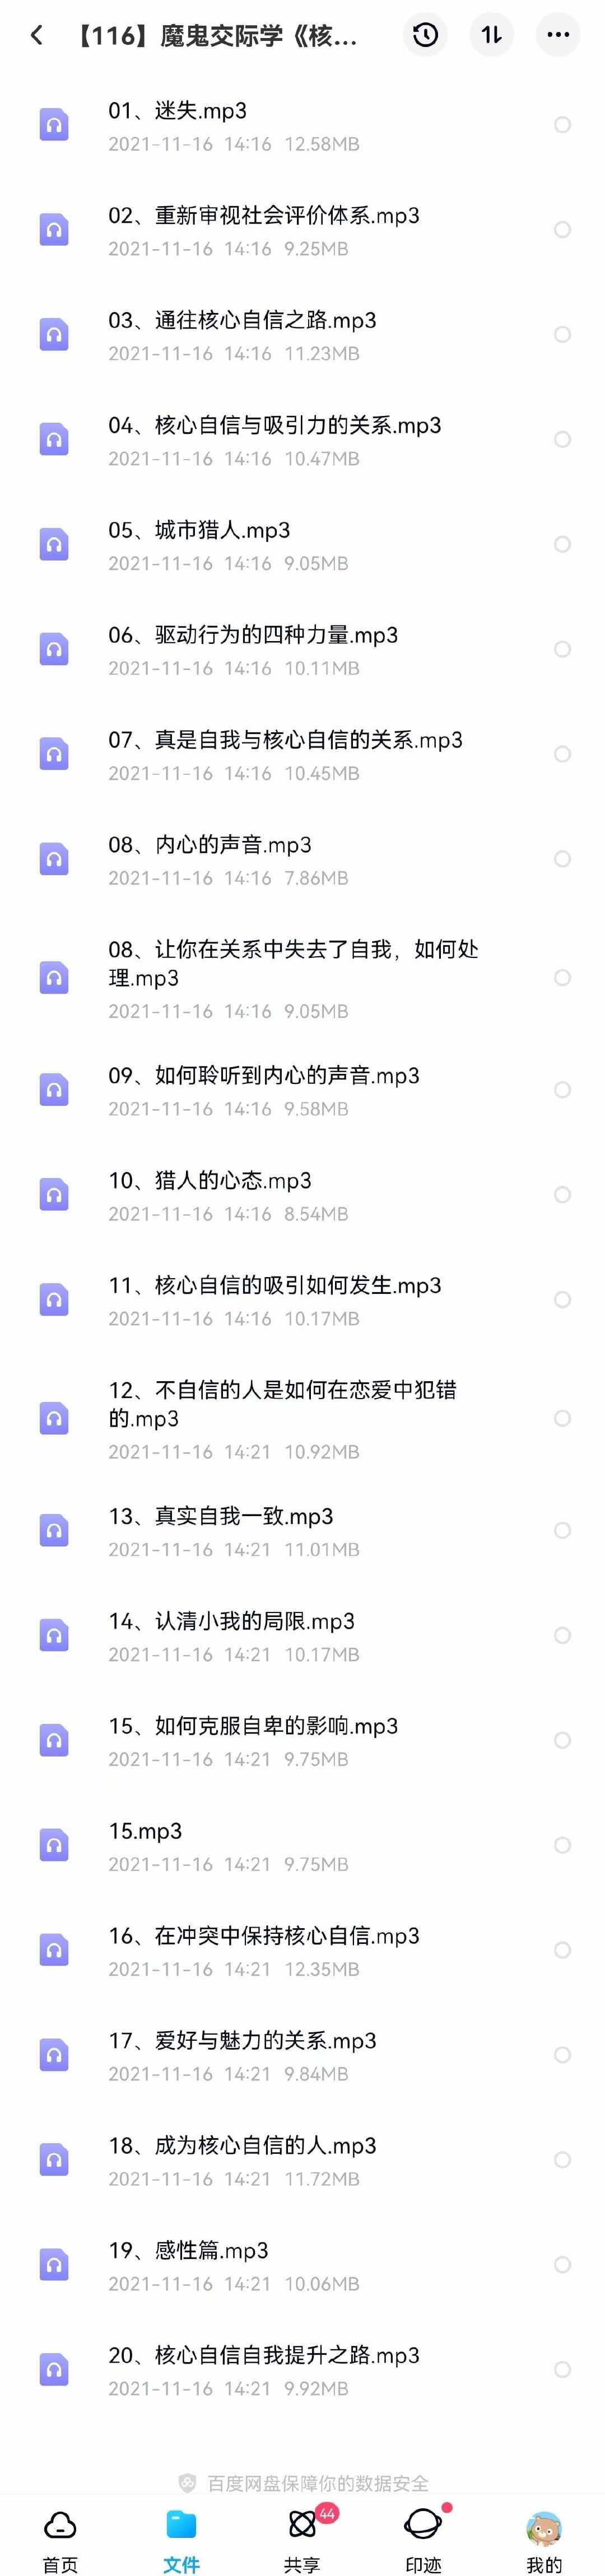 【116】魔鬼交际学《核...
01、迷失.mp3
2021-11-16 14:16 12.58MB
02、重新审视社会评价体系.mp3
2021-11-16 14:16 9.25MB
03、通往核心自信之路.mp3
2021-11-16 14:16 11.23MB
04、核心自信与吸引力的关系.mp3
2021-11-16 14:16 10.47MB
05、城市猎人.mp3
2021-11-16 14:16 9.05MB
06、驱动行为的四种力量.mp3
2021-11-16 14:16 10.11MB
07、真是自我与核心自信的关系.mp3
2021-11-16 14:16 10.45MB
08、内心的声音.mp3
2021-11-16 14:16 7.86MB
08、让你在关系中失去了自我，如何处
理.mp3
2021-11-16 14:16 9.05MB
09、如何聆听到内心的声音.mp3
2021-11-16 14:16 9.58MB
10、猎人的心态.mp3
2021-11-16 14:16 8.54MB
11、核心自信的吸引如何发生.mp3
2021-11-16 14:16 10.17MB
12、不自信的人是如何在恋爱中犯错
的.mp3
2021-11-16 14:21 10.92MB
13、真实自我一致.mp3
2021-11-16 14:21 11.01MB
14、认清小我的局限.mp3
2021-11-16 14:21 10.17MB
15、如何克服自卑的影响.mp3
2021-11-16 14:21 9.75MB
15.mp3
2021-11-16 14:21 9.75MB
16、在冲突中保持核心自信.mp3
2021-11-16 14:21 12.35MB
17、爱好与魅力的关系.mp3
2021-11-16 14:21 9.84MB
18、成为核心自信的人.mp3
2021-11-16 14:21 11.72MB
19、感性篇.mp3
2021-11-16 14:21 10.06MB
20、核心自信自我提升之路.mp3
2021-11-16 14:21 9.92MB
百度网盘保障你的数据安全
44
首页 文件 共享 印迹 我的